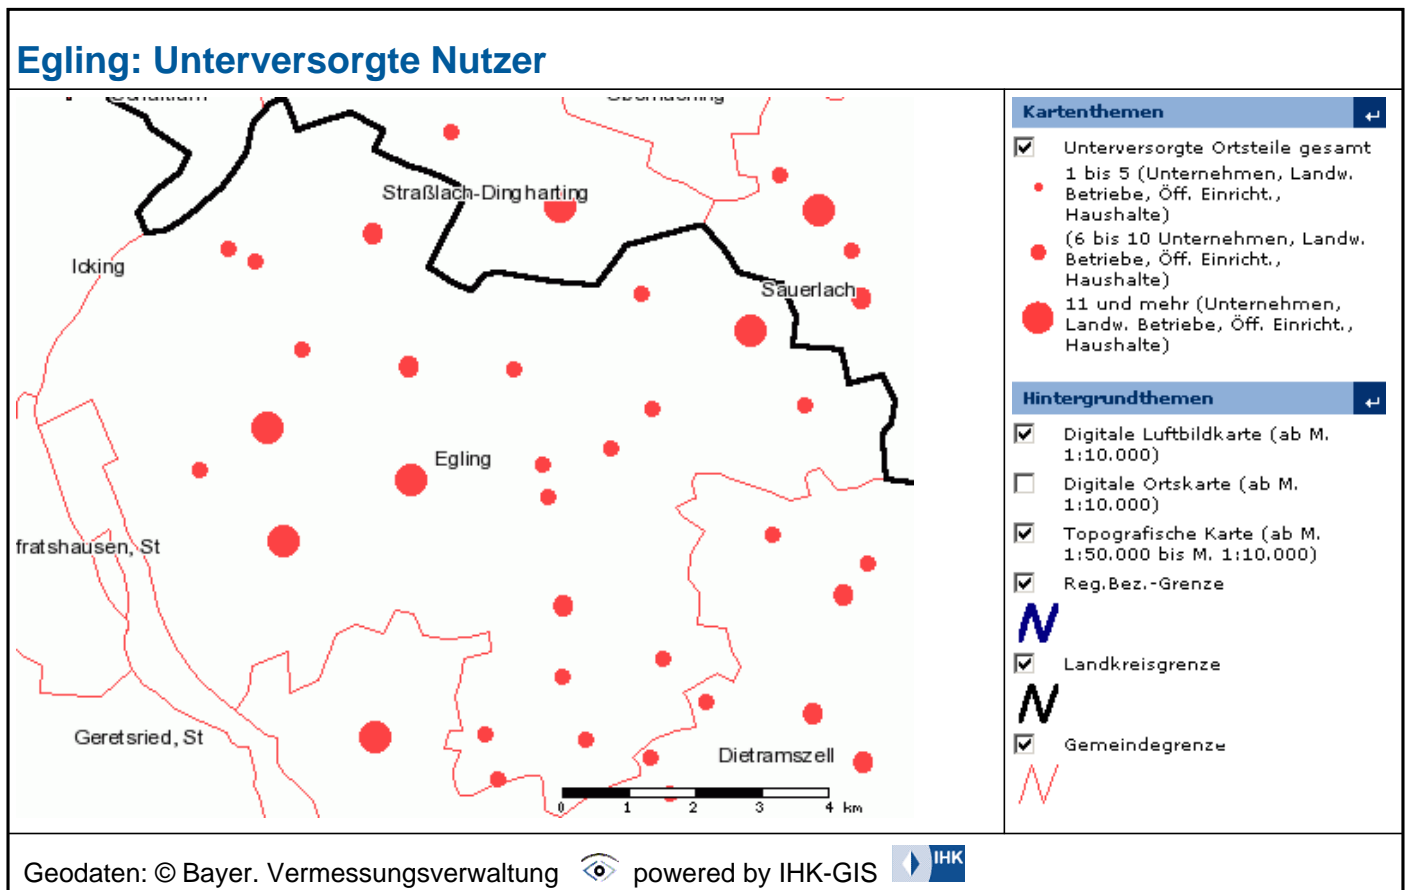 Egling: Unterversorgte Nutzer
Straßlach-Dingharting
Icking
Sauerlach
Egling
fratshausen, St
Geretsried, St
Dietramszell
0 1 2 3 4 km
Kartenthemen
Unterversorgte Ortsteile gesamt
1 bis 5 (Unternehmen, Landw.
Betriebe, Öff. Einricht.,
Haushalte)
(6 bis 10 Unternehmen, Landw.
Betriebe, Öff. Einricht.,
Haushalte)
11 und mehr (Unternehmen,
Landw. Betriebe, Öff. Einricht.,
Haushalte)
Hintergrundthemen
Digitale Luftbildkarte (ab M.
1:10.000)
Digitale Ortskarte (ab M.
1:10.000)
Topografische Karte (ab M.
1:50.000 bis M. 1:10.000)
Reg.Bez.-Grenze
Landkreisgrenze
Gemeindegrenze
Geodaten: © Bayer. Vermessungsverwaltung powered by IHK-GIS IHK